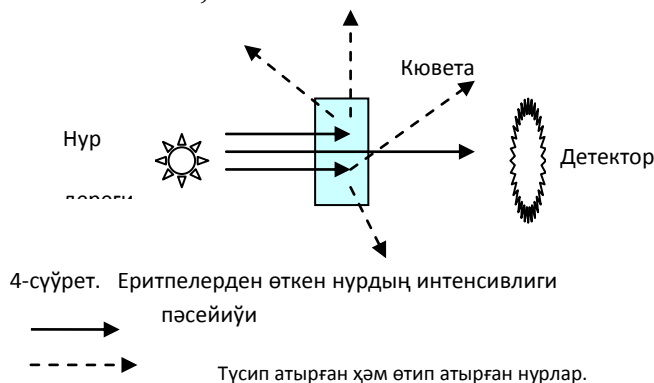 Кювета
Нур
Детектор
4-сүўрет. Еритпелерден өткен нурдың интенсивлиги
пәсейиўи
Түсип атырған ҳәм өтип атырған нурлар.